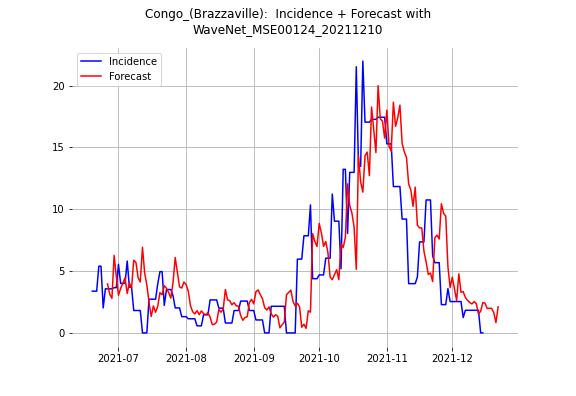 Congo_(Brazzaville):  Incidence + Forecast with
WaveNet_MSE00124_20211210
Incidence
Forecast
20
15
10
5
0
2021-07
2021-08
2021-09
2021-10
2021-11
2021-12